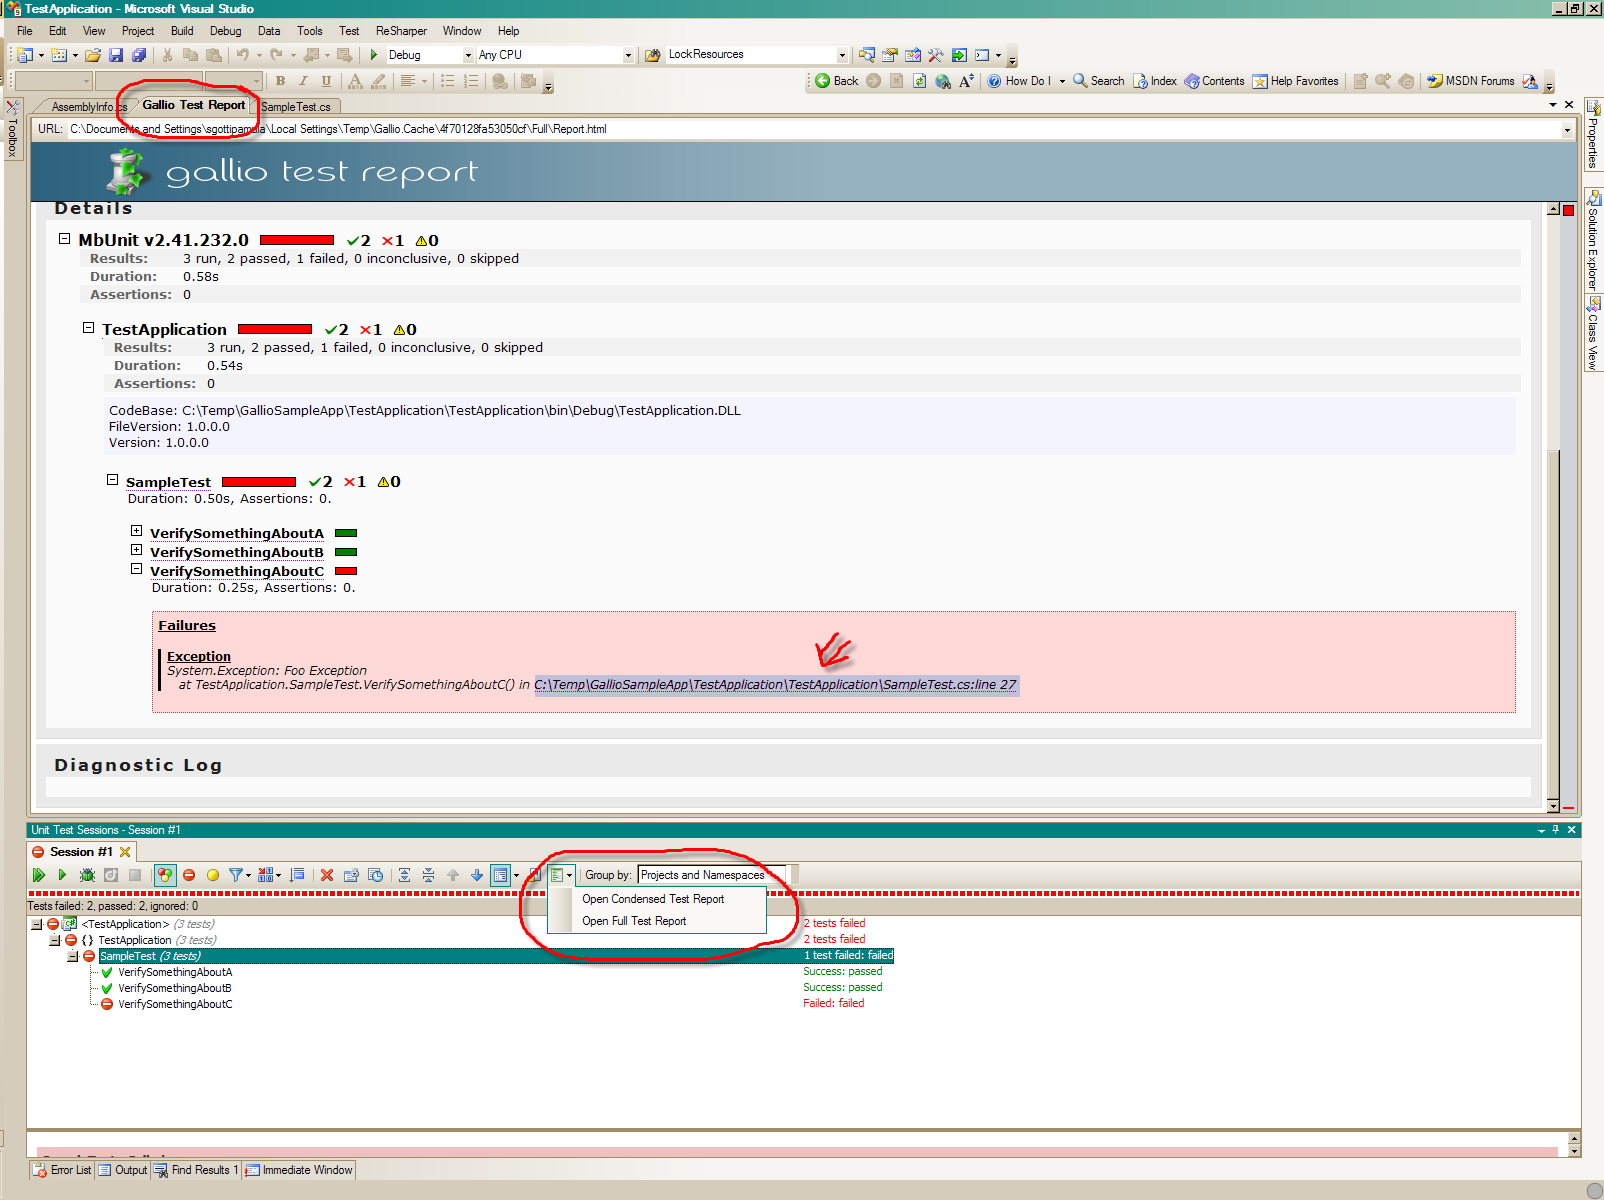 TestApplication - Microsoft Visual Studio
File Edit View Project Build Debug Data Tools Test ReSharper Window Help
Debug Any CPU LockResources
B I U A Back A How Do I Search Index Contents Help Favorites MSDN Forums
AssemblyInfo.cs Gallio Test Report SampleTest.cs
Toolbox
URL: C:\Documents and Settings\sgottipamula\Local Settings\Temp\Gallio.Cache\4f70128fa53050cf\Full\Report.html
Properties
Solution Explorer
Class View
gallio test report
Details
MbUnit v2.41.232.0 2 1 0
Results: 3 run, 2 passed, 1 failed, 0 inconclusive, 0 skipped
Duration: 0.58s
Assertions: 0
TestApplication 2 1 0
Results: 3 run, 2 passed, 1 failed, 0 inconclusive, 0 skipped
Duration: 0.54s
Assertions: 0
CodeBase: C:\Temp\GallioSampleApp\TestApplication\TestApplication\bin\Debug\TestApplication.DLL
FileVersion: 1.0.0.0
Version: 1.0.0.0
SampleTest 2 1 0
Duration: 0.50s, Assertions: 0.
VerifySomethingAboutA
VerifySomethingAboutB
VerifySomethingAboutC
Duration: 0.25s, Assertions: 0.
Failures
Exception
System.Exception: Foo Exception
at TestApplication.SampleTest.VerifySomethingAboutC() in C:\Temp\GallioSampleApp\TestApplication\TestApplication\SampleTest.cs:line 27
Diagnostic Log
Unit Test Sessions - Session #1
Session #1
Group by: Projects and Namespaces
Open Condensed Test Report
Open Full Test Report
Tests failed: 2, passed: 2, ignored: 0
<TestApplication> (3 tests) 2 tests failed
{} TestApplication (3 tests) 2 tests failed
SampleTest (3 tests) 1 test failed: failed
VerifySomethingAboutA Success: passed
VerifySomethingAboutB Success: passed
VerifySomethingAboutC Failed: failed
Error List Output Find Results 1 Immediate Window